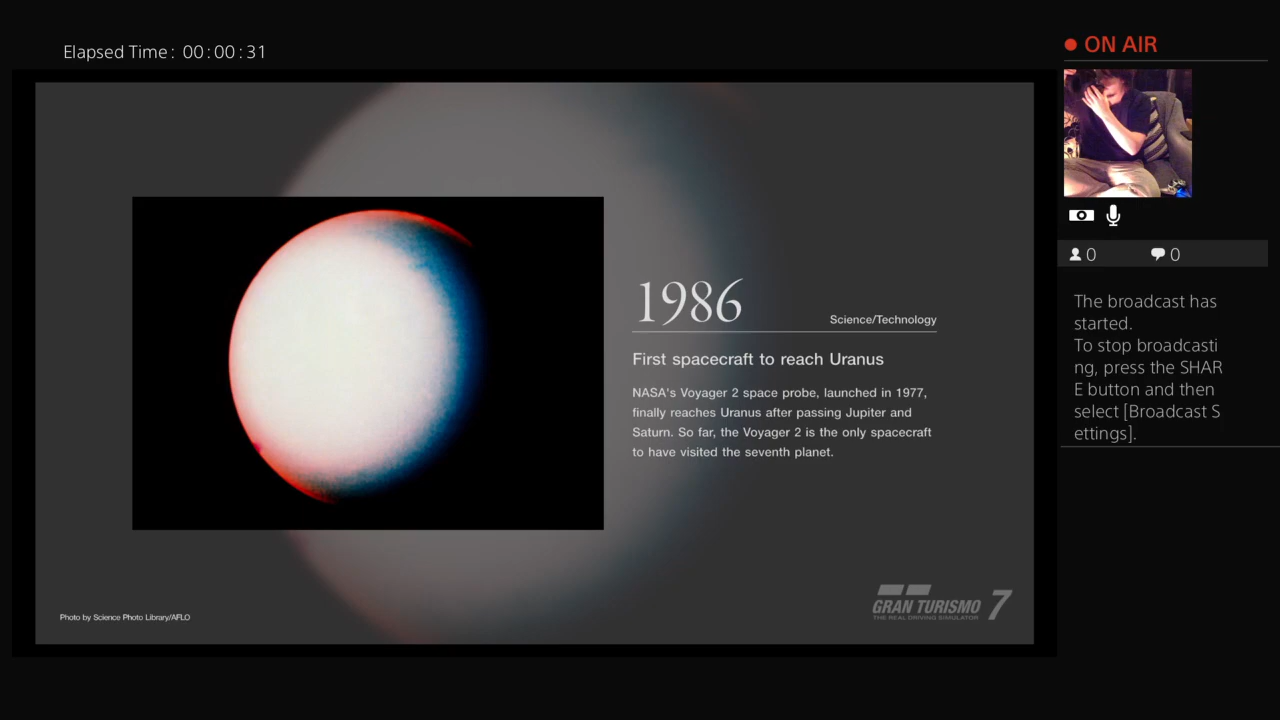 Elapsed Time: 00:00:31
ON AIR
0 0
The broadcast has
started.
To stop broadcasti
ng, press the SHAR
E button and then
select [Broadcast S
ettings].
1986
Science/Technology
First spacecraft to reach Uranus
NASA's Voyager 2 space probe, launched in 1977,
finally reaches Uranus after passing Jupiter and
Saturn. So far, the Voyager 2 is the only spacecraft
to have visited the seventh planet.
Photo by Science Photo Library/AFLO
GRAN TURISMO 7
THE REAL DRIVING SIMULATOR